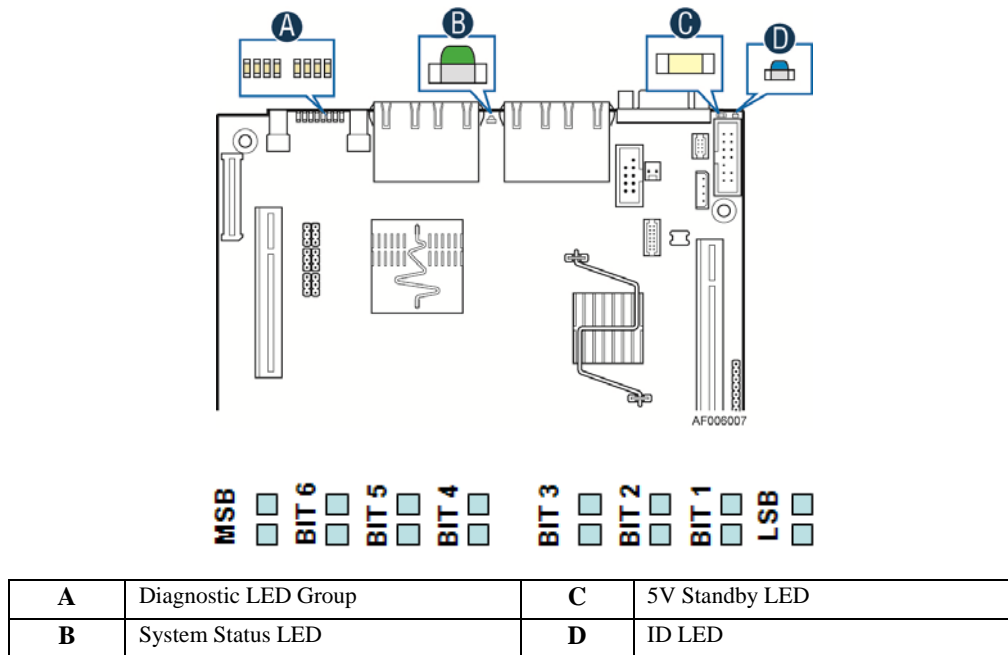 A
B
C
D
AF006007
MSB BIT 6 BIT 5 BIT 4 BIT 3 BIT 2 BIT 1 LSB
A Diagnostic LED Group C 5V Standby LED
B System Status LED D ID LED